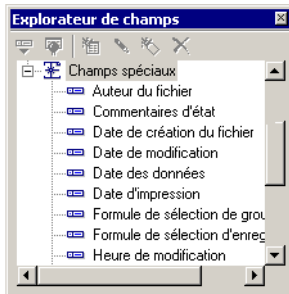 Explorateur de champs
Champs spéciaux
Auteur du fichier
Commentaires d'état
Date de création du fichier
Date de modification
Date des données
Date d'impression
Formule de sélection de grou
Formule de sélection d'enreg
Heure de modification